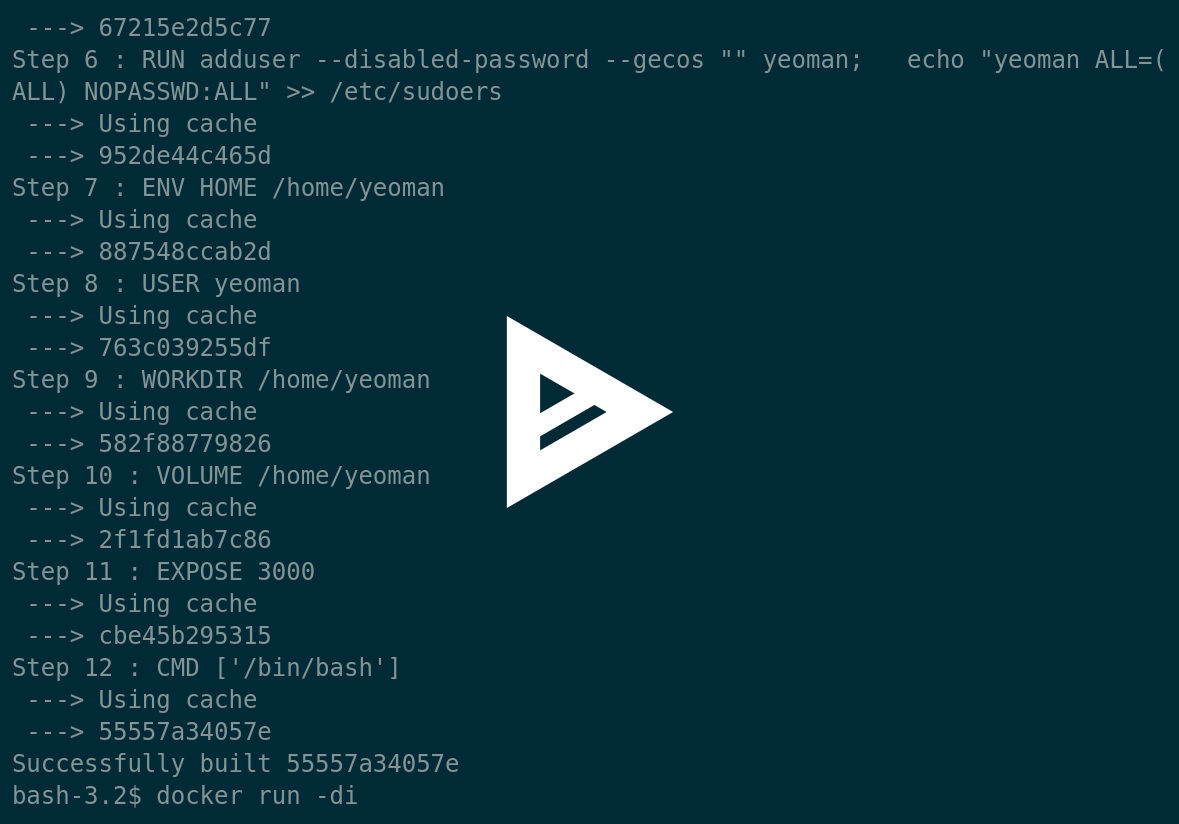 ---> 67215e2d5c77
Step 6 : RUN adduser --disabled-password --gecos "" yeoman;   echo "yeoman ALL=(
ALL) NOPASSWD:ALL" >> /etc/sudoers
 ---> Using cache
 ---> 952de44c465d
Step 7 : ENV HOME /home/yeoman
 ---> Using cache
 ---> 887548ccab2d
Step 8 : USER yeoman
 ---> Using cache
 ---> 763c039255df
Step 9 : WORKDIR /home/yeoman
 ---> Using cache
 ---> 582f88779826
Step 10 : VOLUME /home/yeoman
 ---> Using cache
 ---> 2f1fd1ab7c86
Step 11 : EXPOSE 3000
 ---> Using cache
 ---> cbe45b295315
Step 12 : CMD ['/bin/bash']
 ---> Using cache
 ---> 55557a34057e
Successfully built 55557a34057e
bash-3.2$ docker run -di